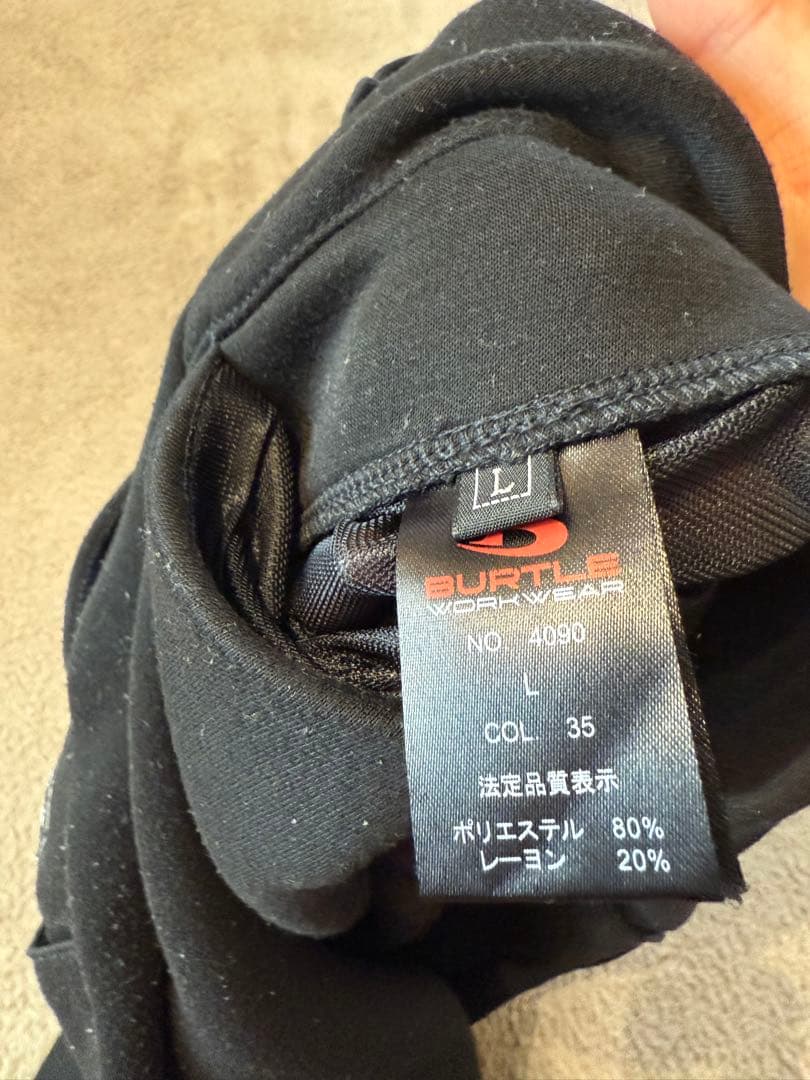 L
BURTLE
WORKWEAR
NO. 4090
L
COL. 35
法定品質表示
ポリエステル 80%
レーヨン 20%